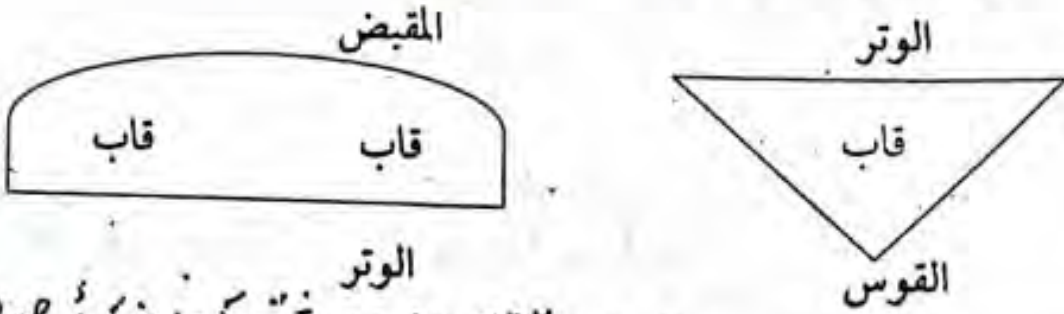 المقبض
الوتر
قاب
قاب
قاب
الوتر
القوس